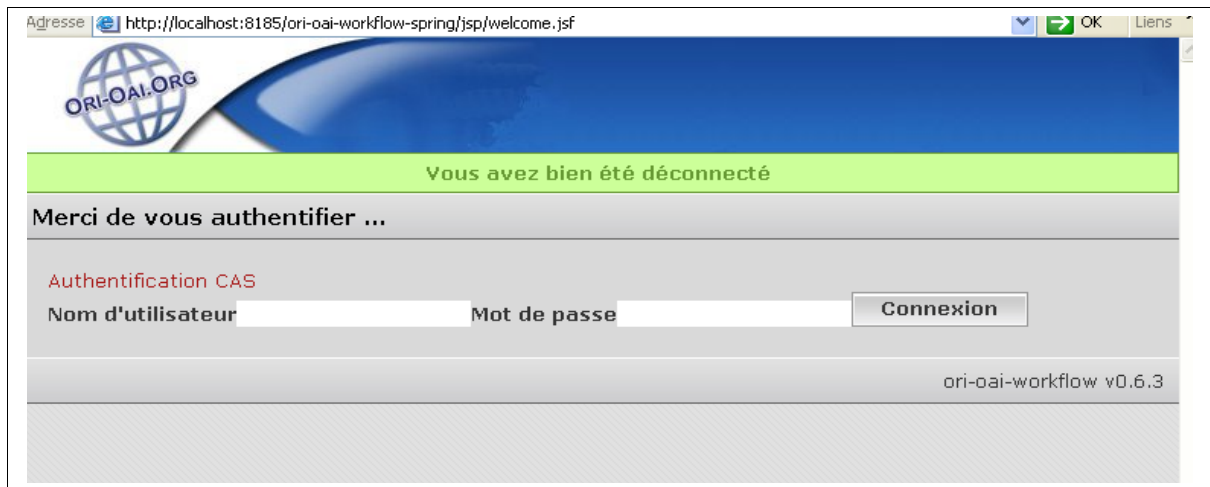 Adresse http://localhost:8185/ori-oai-workflow-spring/jsp/welcome.jsf OK Liens
ORI-OAI.ORG
Vous avez bien été déconnecté
Merci de vous authentifier ...
Authentification CAS
Nom d'utilisateur Mot de passe Connexion
ori-oai-workflow v0.6.3